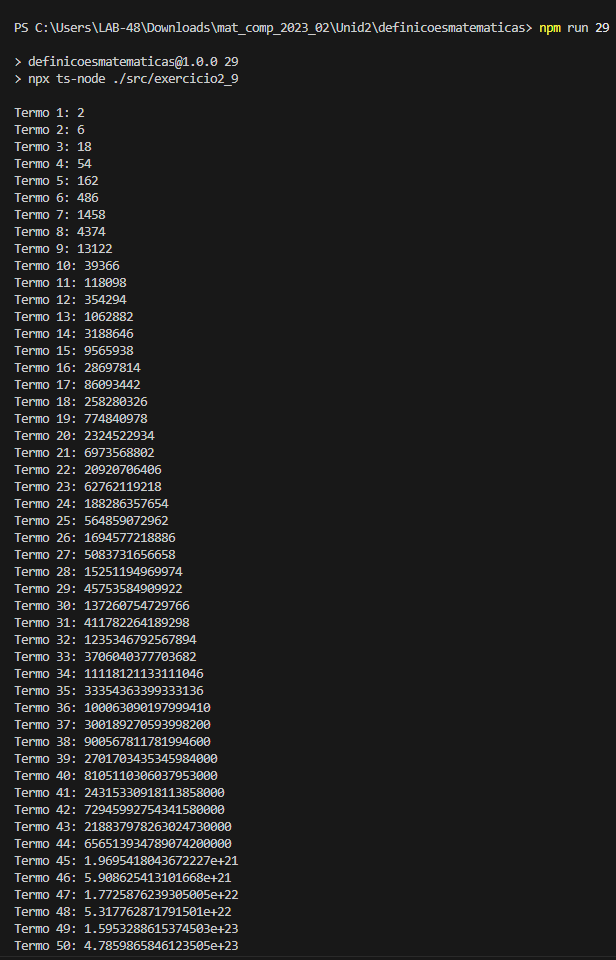 PS C:\Users\LAB-48\Downloads\mat_comp_2023_02\Unid2\definicoesmatematicas> npm run 29
> definicoesmatematicas@1.0.0 29
> npx ts-node ./src/exercicio2_9
Termo 1: 2
Termo 2: 6
Termo 3: 18
Termo 4: 54
Termo 5: 162
Termo 6: 486
Termo 7: 1458
Termo 8: 4374
Termo 9: 13122
Termo 10: 39366
Termo 11: 118098
Termo 12: 354294
Termo 13: 1062882
Termo 14: 3188646
Termo 15: 9565938
Termo 16: 28697814
Termo 17: 86093442
Termo 18: 258280326
Termo 19: 774840978
Termo 20: 2324522934
Termo 21: 6973568802
Termo 22: 20920706406
Termo 23: 62762119218
Termo 24: 188286357654
Termo 25: 564859072962
Termo 26: 1694577218886
Termo 27: 5083731656658
Termo 28: 15251194969974
Termo 29: 45753584909922
Termo 30: 137260754729766
Termo 31: 411782264189298
Termo 32: 1235346792567894
Termo 33: 3706040377703682
Termo 34: 11118121133111046
Termo 35: 33354363399333136
Termo 36: 100063090197999410
Termo 37: 300189270593998200
Termo 38: 900567811781994600
Termo 39: 2701703435345984000
Termo 40: 8105110306037953000
Termo 41: 24315330918113858000
Termo 42: 72945992754341580000
Termo 43: 218837978263024730000
Termo 44: 656513934789074200000
Termo 45: 1.9695418043672227e+21
Termo 46: 5.908625413101668e+21
Termo 47: 1.7725876239305005e+22
Termo 48: 5.317762871791501e+22
Termo 49: 1.5953288615374503e+23
Termo 50: 4.7859865846123505e+23